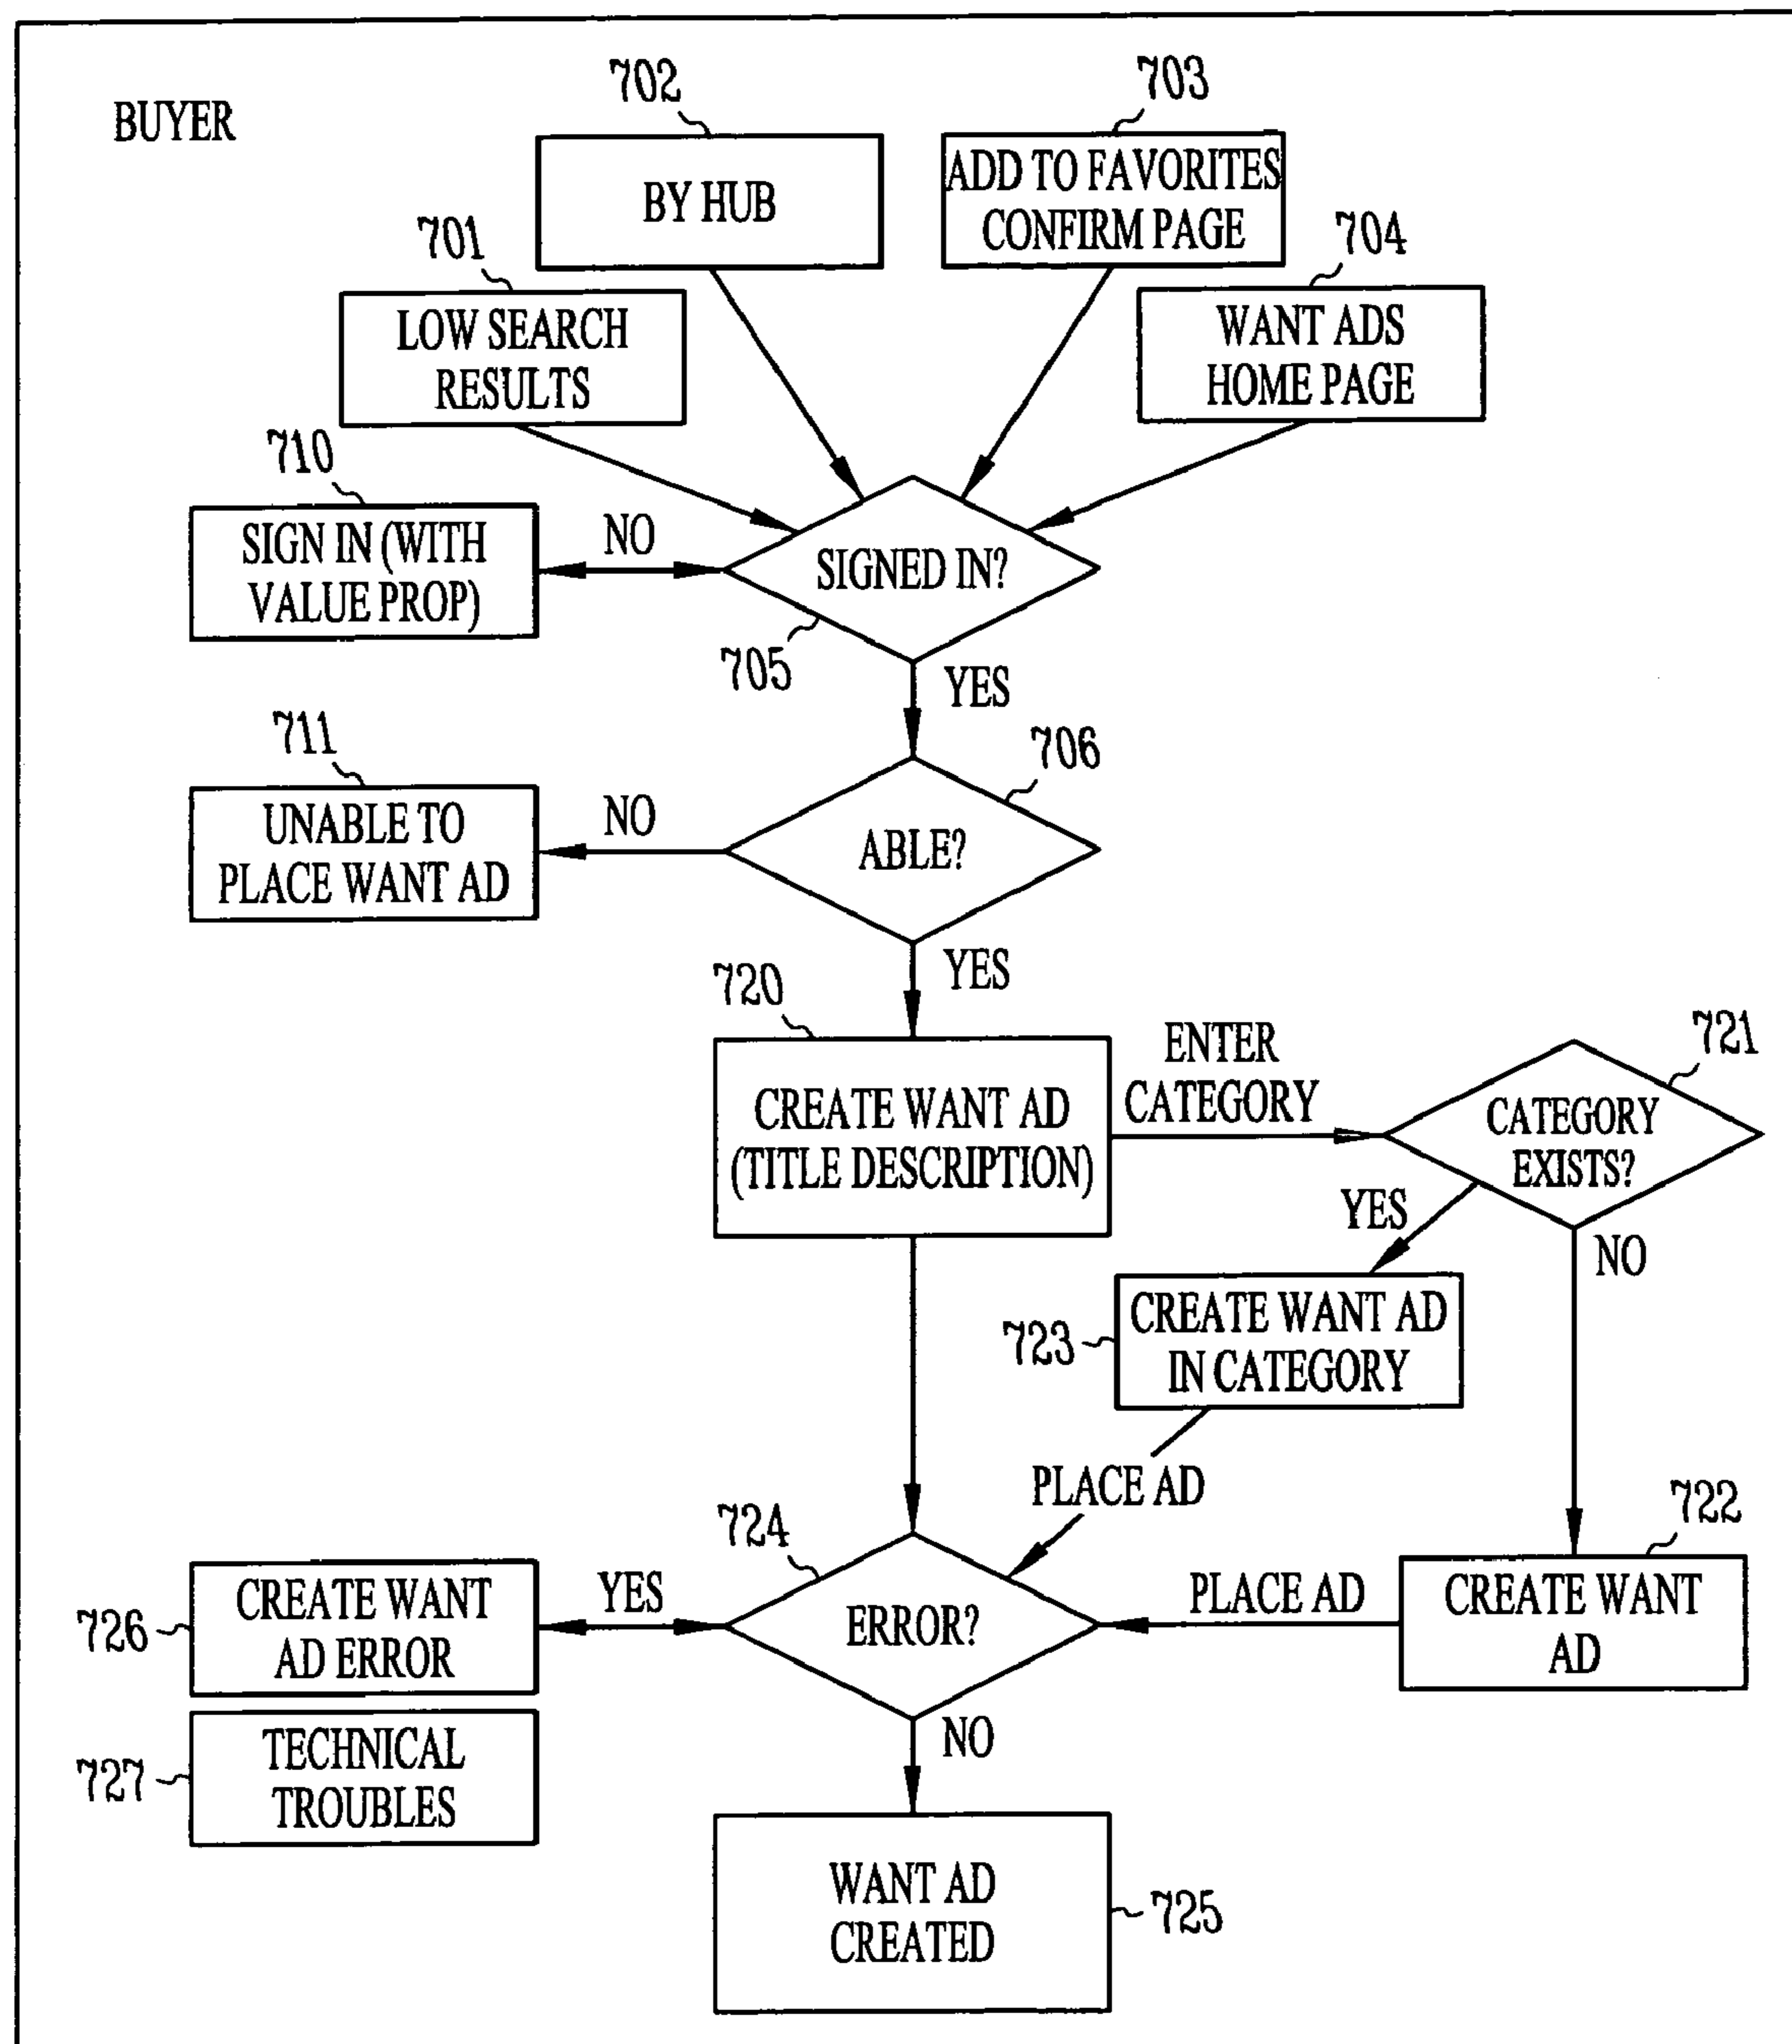 BUYER
702
BY HUB
703
ADD TO FAVORITES
CONFIRM PAGE
701
LOW SEARCH
RESULTS
704
WANT ADS
HOME PAGE
710
SIGN IN (WITH
VALUE PROP)
NO
SIGNED IN?
705
YES
711
UNABLE TO
PLACE WANT AD
NO
706
ABLE?
YES
720
CREATE WANT AD
(TITLE DESCRIPTION)
ENTER
CATEGORY
721
CATEGORY
EXISTS?
YES
NO
723
CREATE WANT AD
IN CATEGORY
PLACE AD
722
CREATE WANT
AD
PLACE AD
724
ERROR?
YES
726
CREATE WANT
AD ERROR
727
TECHNICAL
TROUBLES
NO
WANT AD
CREATED
725